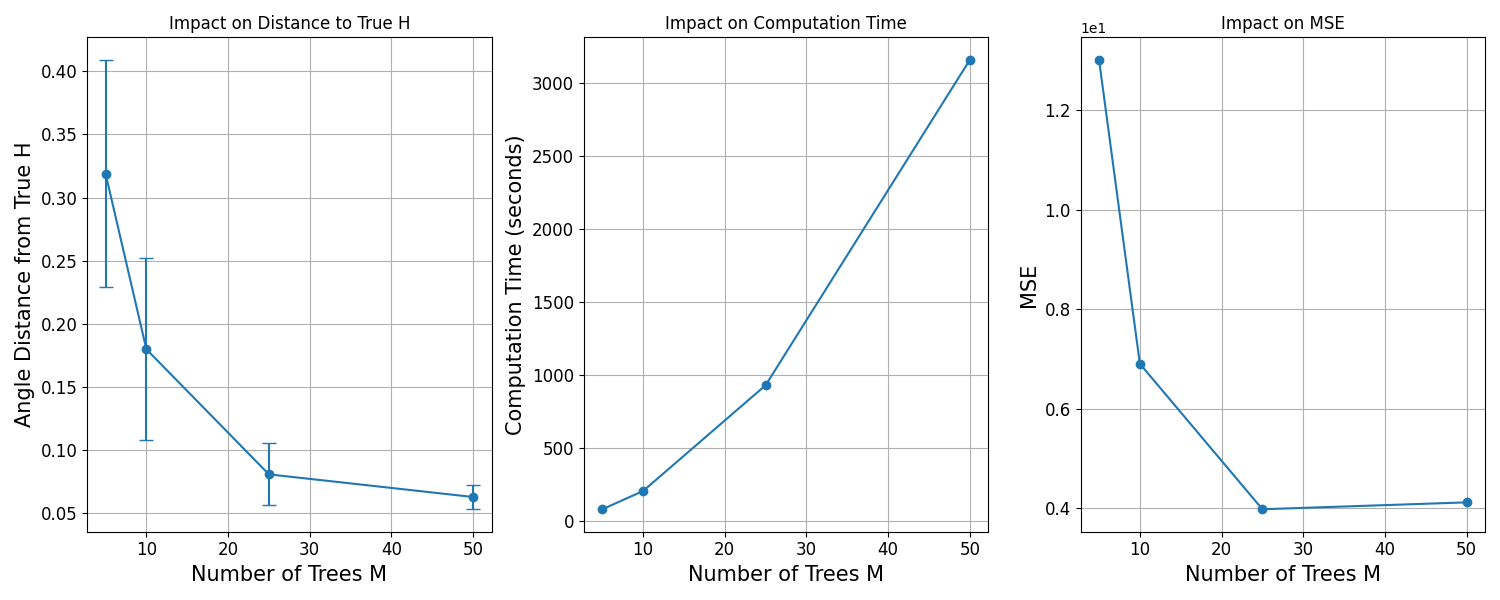 Impact on Distance to True H
Angle Distance from True H
0.40
0.35
0.30
0.25
0.20
0.15
0.10
0.05
10 20 30 40 50
Number of Trees M
Impact on Computation Time
Computation Time (seconds)
3000
2500
2000
1500
1000
500
0
10 20 30 40 50
Number of Trees M
Impact on MSE
1e1
MSE
1.2
1.0
0.8
0.6
0.4
10 20 30 40 50
Number of Trees M